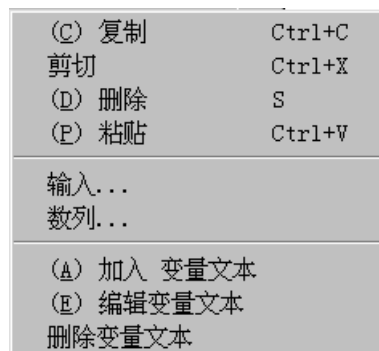 (C) 复制 Ctrl+C
剪切 Ctrl+X
(D) 删除 S
(P) 粘贴 Ctrl+V
输入...
数列...
(A) 加入 变量文本
(E) 编辑变量文本
删除变量文本